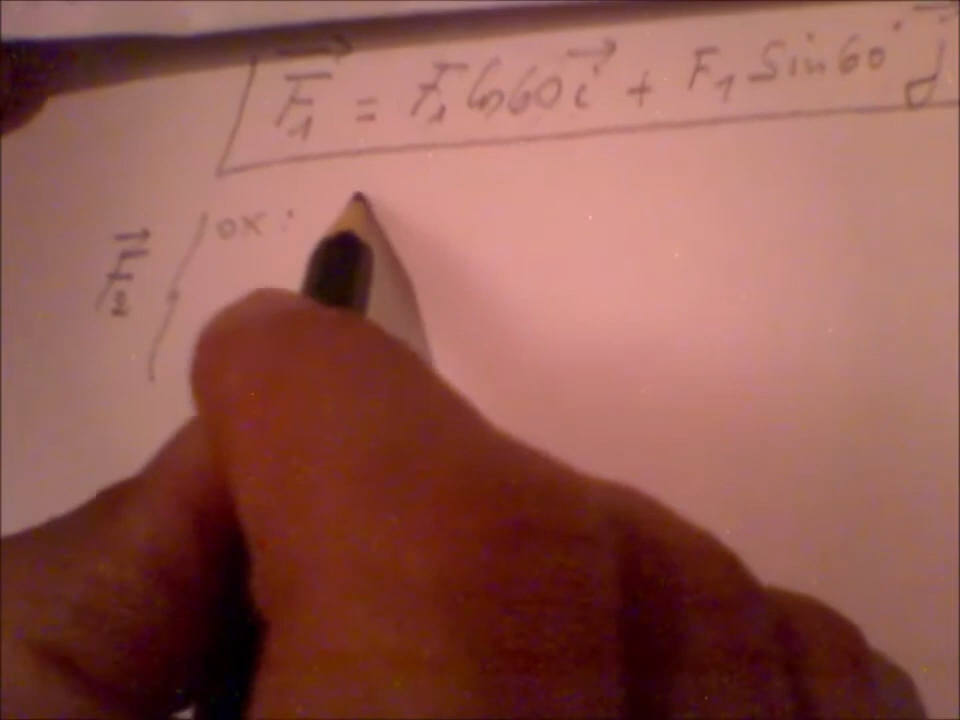 F₁⃗ = F₁ Cos60 i⃗ + F₁ Sin60° j⃗
F₂⃗ / ox :